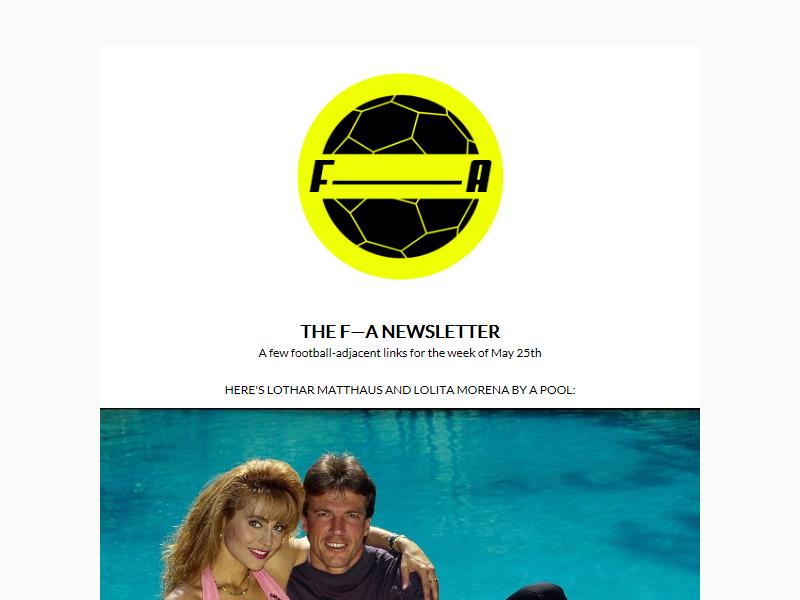 F—A
THE F—A NEWSLETTER
A few football-adjacent links for the week of May 25th
HERE'S LOTHAR MATTHAUS AND LOLITA MORENA BY A POOL: